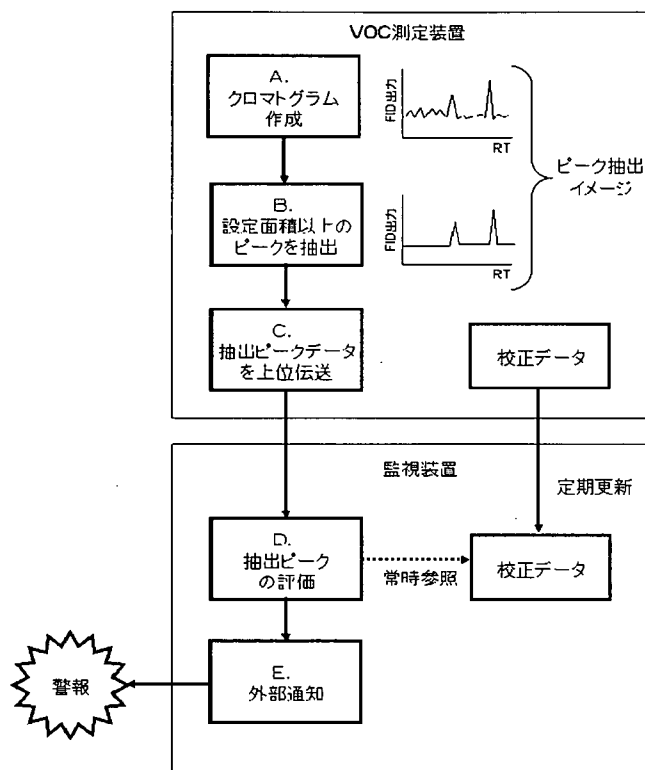 VOC測定装置
A.
クロマトグラム
作成
FID出力
RT
B.
設定面積以上の
ピークを抽出
FID出力
RT
ピーク抽出
イメージ
C.
抽出ピークデータ
を上位伝送
校正データ
監視装置
定期更新
D.
抽出ピーク
の評価
常時参照
校正データ
E.
外部通知
警報